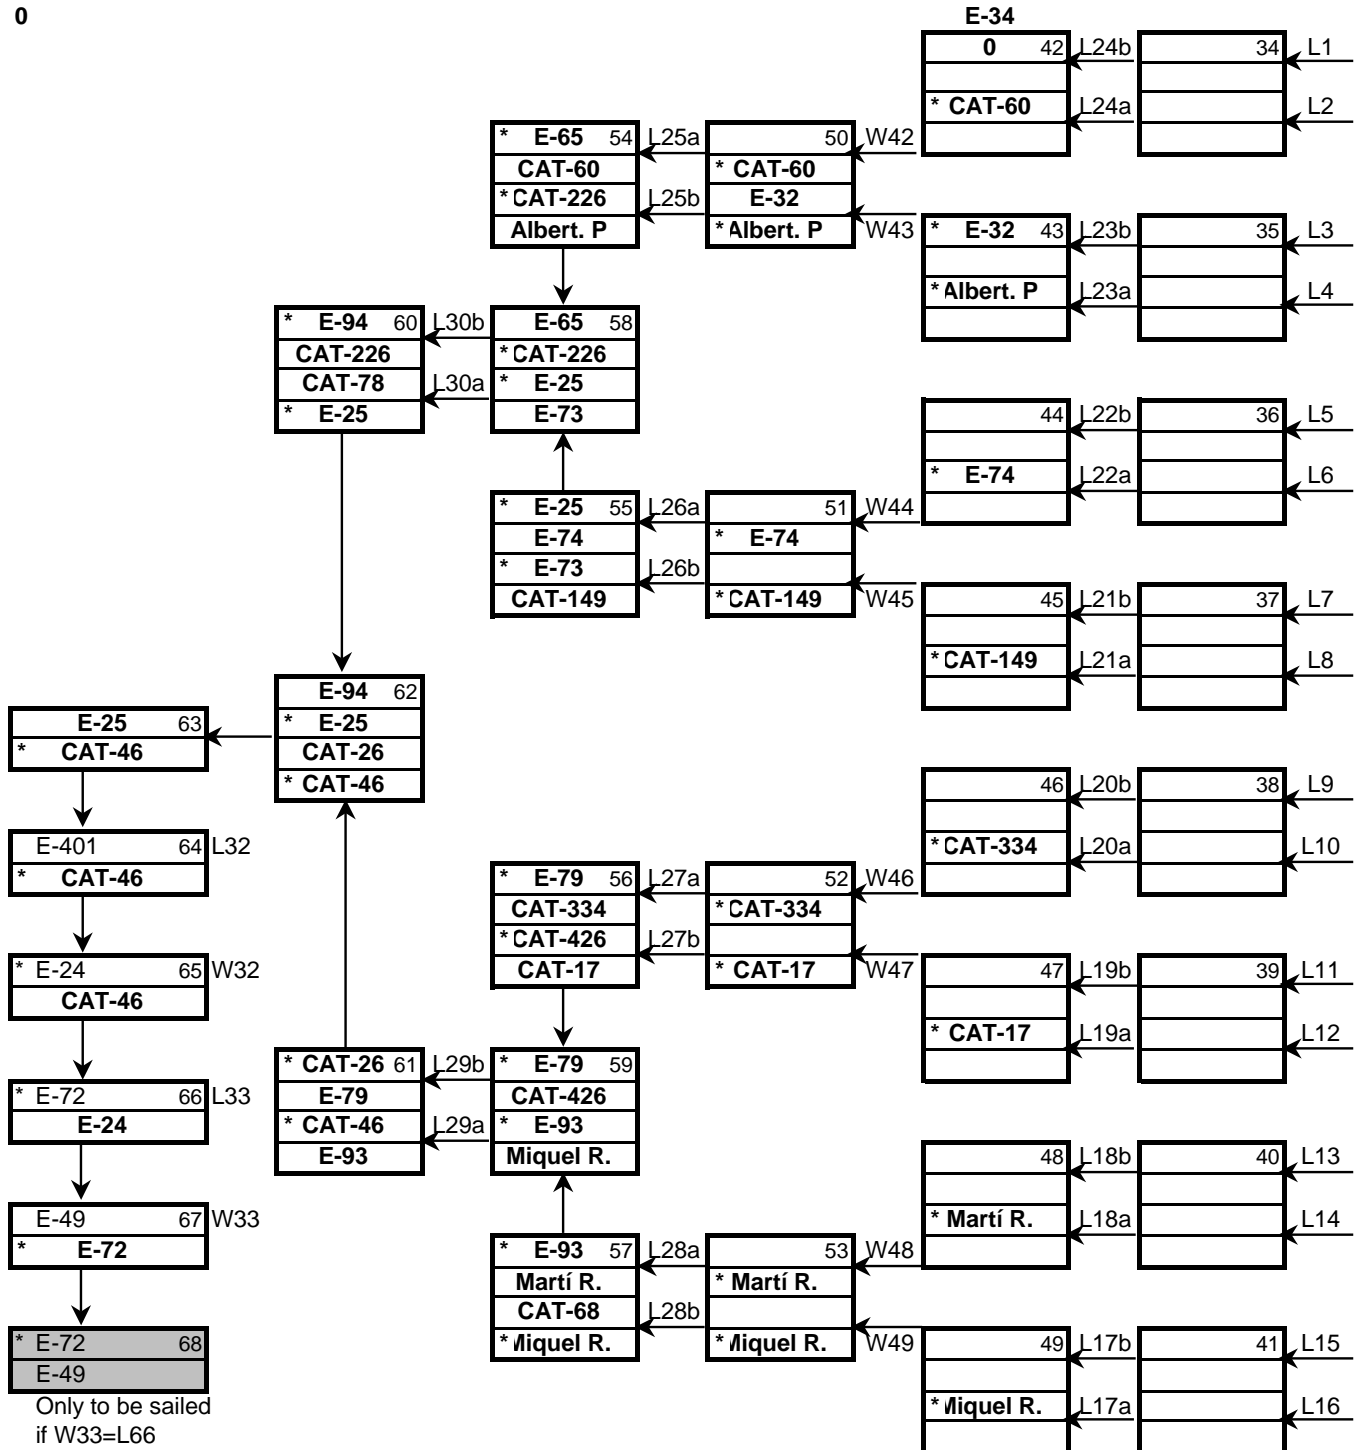 0
E-34
0 42 L24b 34 L1
* CAT-60 L24a L2
* E-65 54 L25a 50 W42
CAT-60 * CAT-60
* CAT-226 L25b E-32
Albert. P * Albert. P W43
* E-32 43 L23b 35 L3
* Albert. P L23a L4
* E-94 60 L30b E-65 58
CAT-226 * CAT-226
CAT-78 L30a * E-25
* E-25 E-73
44 L22b 36 L5
* E-74 L22a L6
* E-25 55 L26a 51 W44
E-74 * E-74
* E-73 L26b
CAT-149 * CAT-149 W45
45 L21b 37 L7
* CAT-149 L21a L8
E-94 62
E-25 63 * E-25
* CAT-46 CAT-26
* CAT-46
46 L20b 38 L9
* CAT-334 L20a L10
E-401 64 L32
* CAT-46
* E-79 56 L27a 52 W46
CAT-334 * CAT-334
* CAT-426 L27b
CAT-17 * CAT-17 W47
* E-24 65 W32
CAT-46
47 L19b 39 L11
* CAT-17 L19a L12
* CAT-26 61 L29b * E-79 59
E-79 CAT-426
* CAT-46 L29a * E-93
E-93 Miquel R.
* E-72 66 L33
E-24
48 L18b 40 L13
* Martí R. L18a L14
E-49 67 W33
* E-72
* E-93 57 L28a 53 W48
Martí R. * Martí R.
CAT-68 L28b
* Miquel R. * Miquel R. W49
* E-72 68
E-49
49 L17b 41 L15
* Miquel R. L17a L16
Only to be sailed
if W33=L66